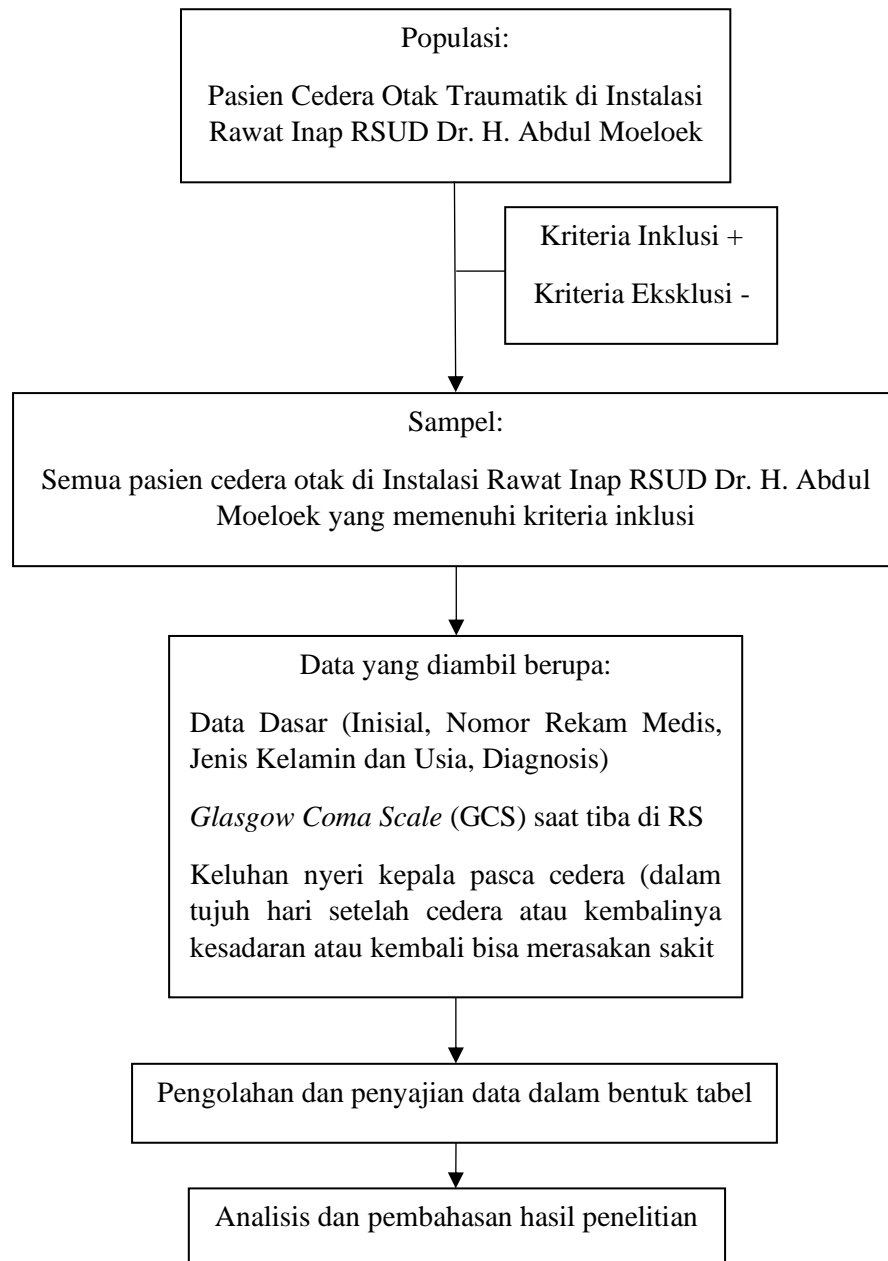 Populasi:
Pasien Cedera Otak Traumatik di Instalasi
Rawat Inap RSUD Dr. H. Abdul Moeloek
Kriteria Inklusi +
Kriteria Eksklusi -
Sampel:
Semua pasien cedera otak di Instalasi Rawat Inap RSUD Dr. H. Abdul
Moeloek yang memenuhi kriteria inklusi
Data yang diambil berupa:
Data Dasar (Inisial, Nomor Rekam Medis,
Jenis Kelamin dan Usia, Diagnosis)
Glasgow Coma Scale (GCS) saat tiba di RS
Keluhan nyeri kepala pasca cedera (dalam
tujuh hari setelah cedera atau kembalinya
kesadaran atau kembali bisa merasakan sakit
Pengolahan dan penyajian data dalam bentuk tabel
Analisis dan pembahasan hasil penelitian